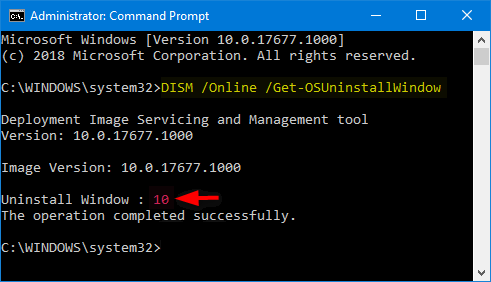 Administrator: Command Prompt
Microsoft Windows [Version 10.0.17677.1000]
(c) 2018 Microsoft Corporation. All rights reserved.
C:\WINDOWS\system32>DISM /Online /Get-OSUninstallWindow
Deployment Image Servicing and Management tool
Version: 10.0.17677.1000
Image Version: 10.0.17677.1000
Uninstall Window : 10
The operation completed successfully.
C:\WINDOWS\system32>